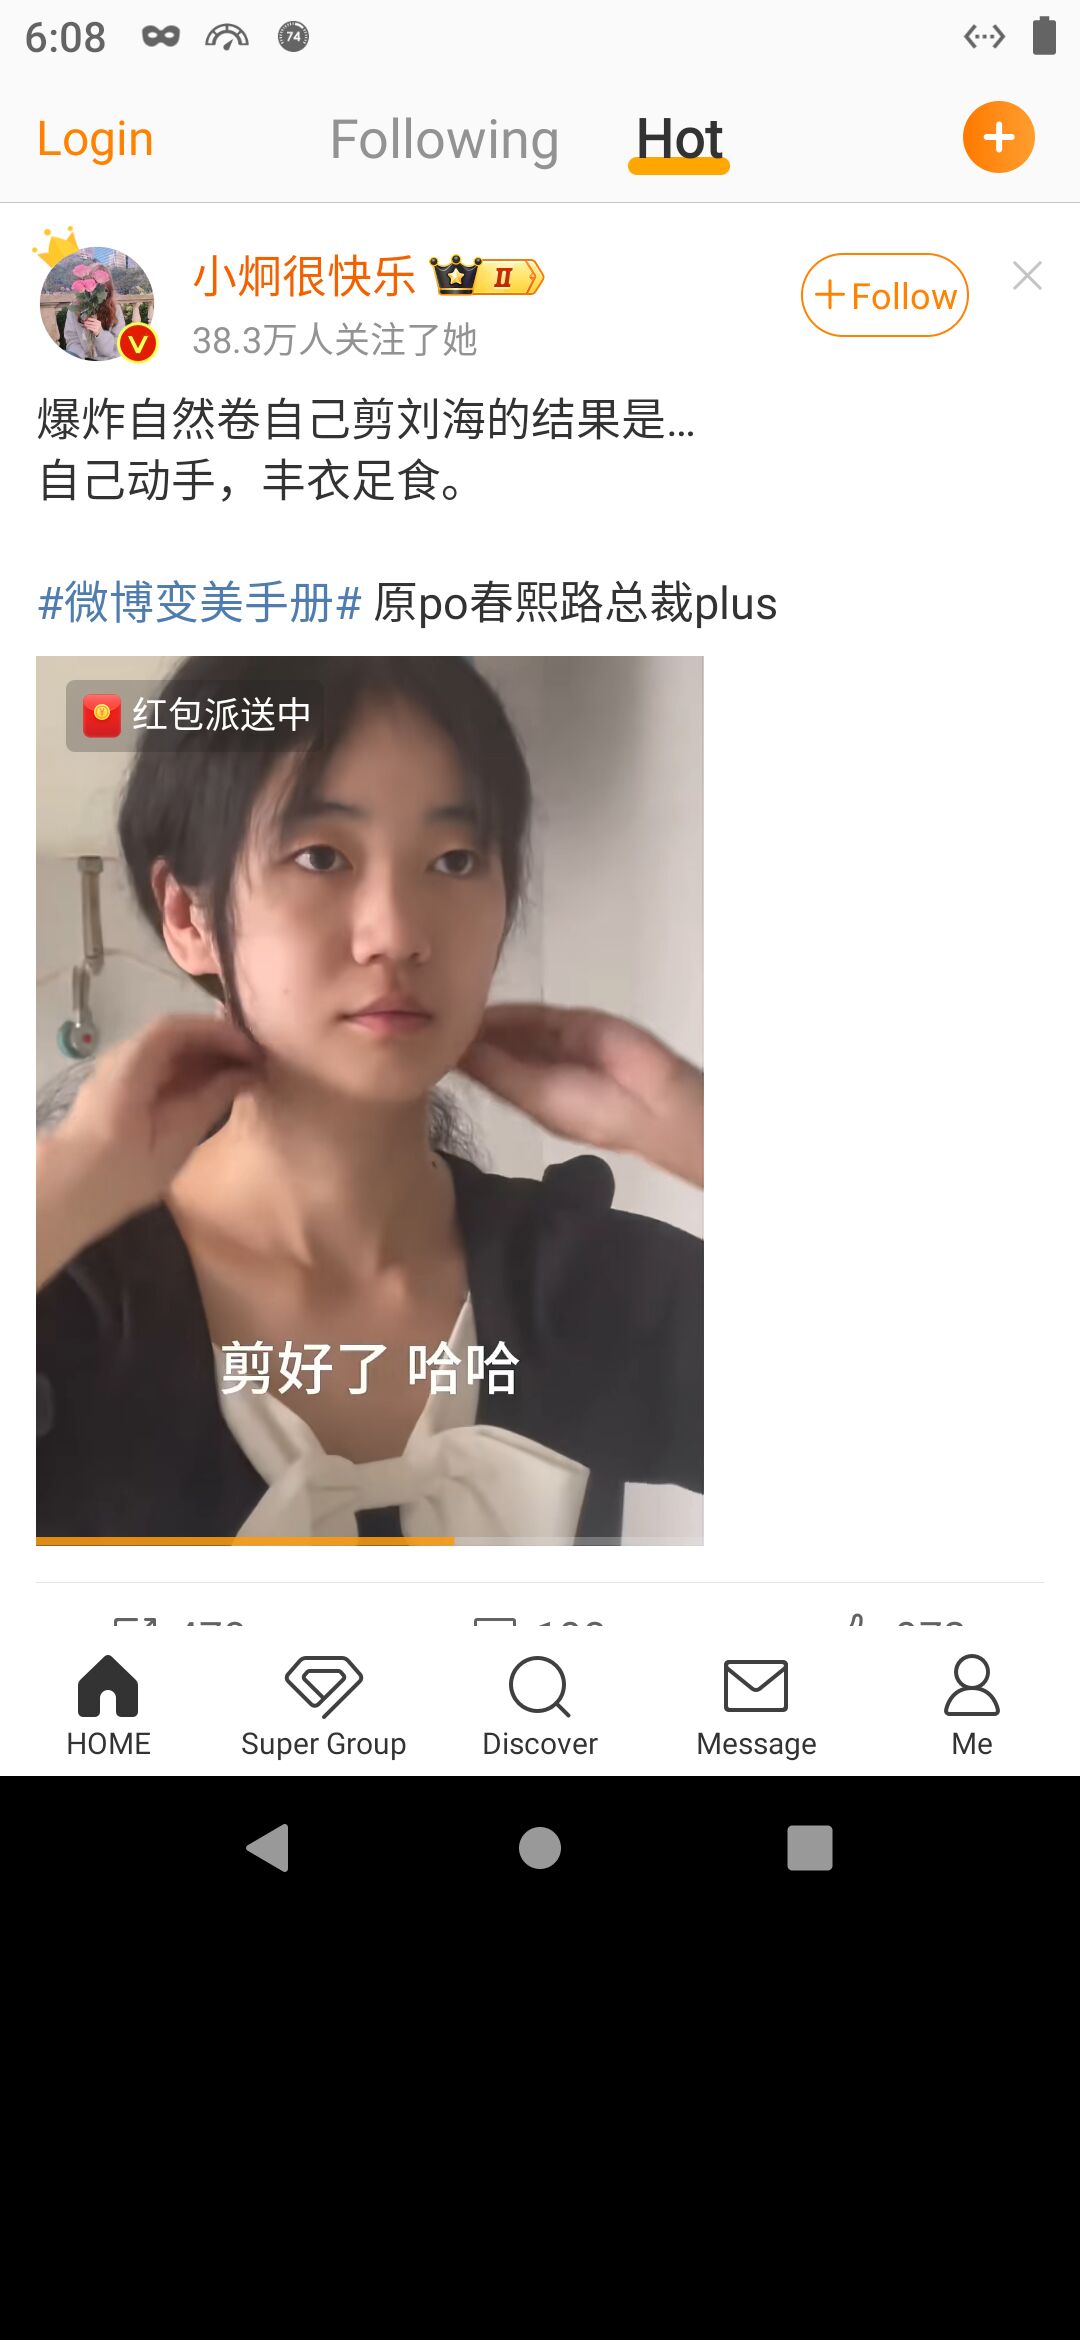 6:08
74
Login
Following
Hot
小炯很快乐
II
38.3万人关注了她
+Follow
爆炸自然卷自己剪刘海的结果是...
自己动手，丰衣足食。
#微博变美手册# 原po春熙路总裁plus
红包派送中
剪好了 哈哈
HOME
Super Group
Discover
Message
Me